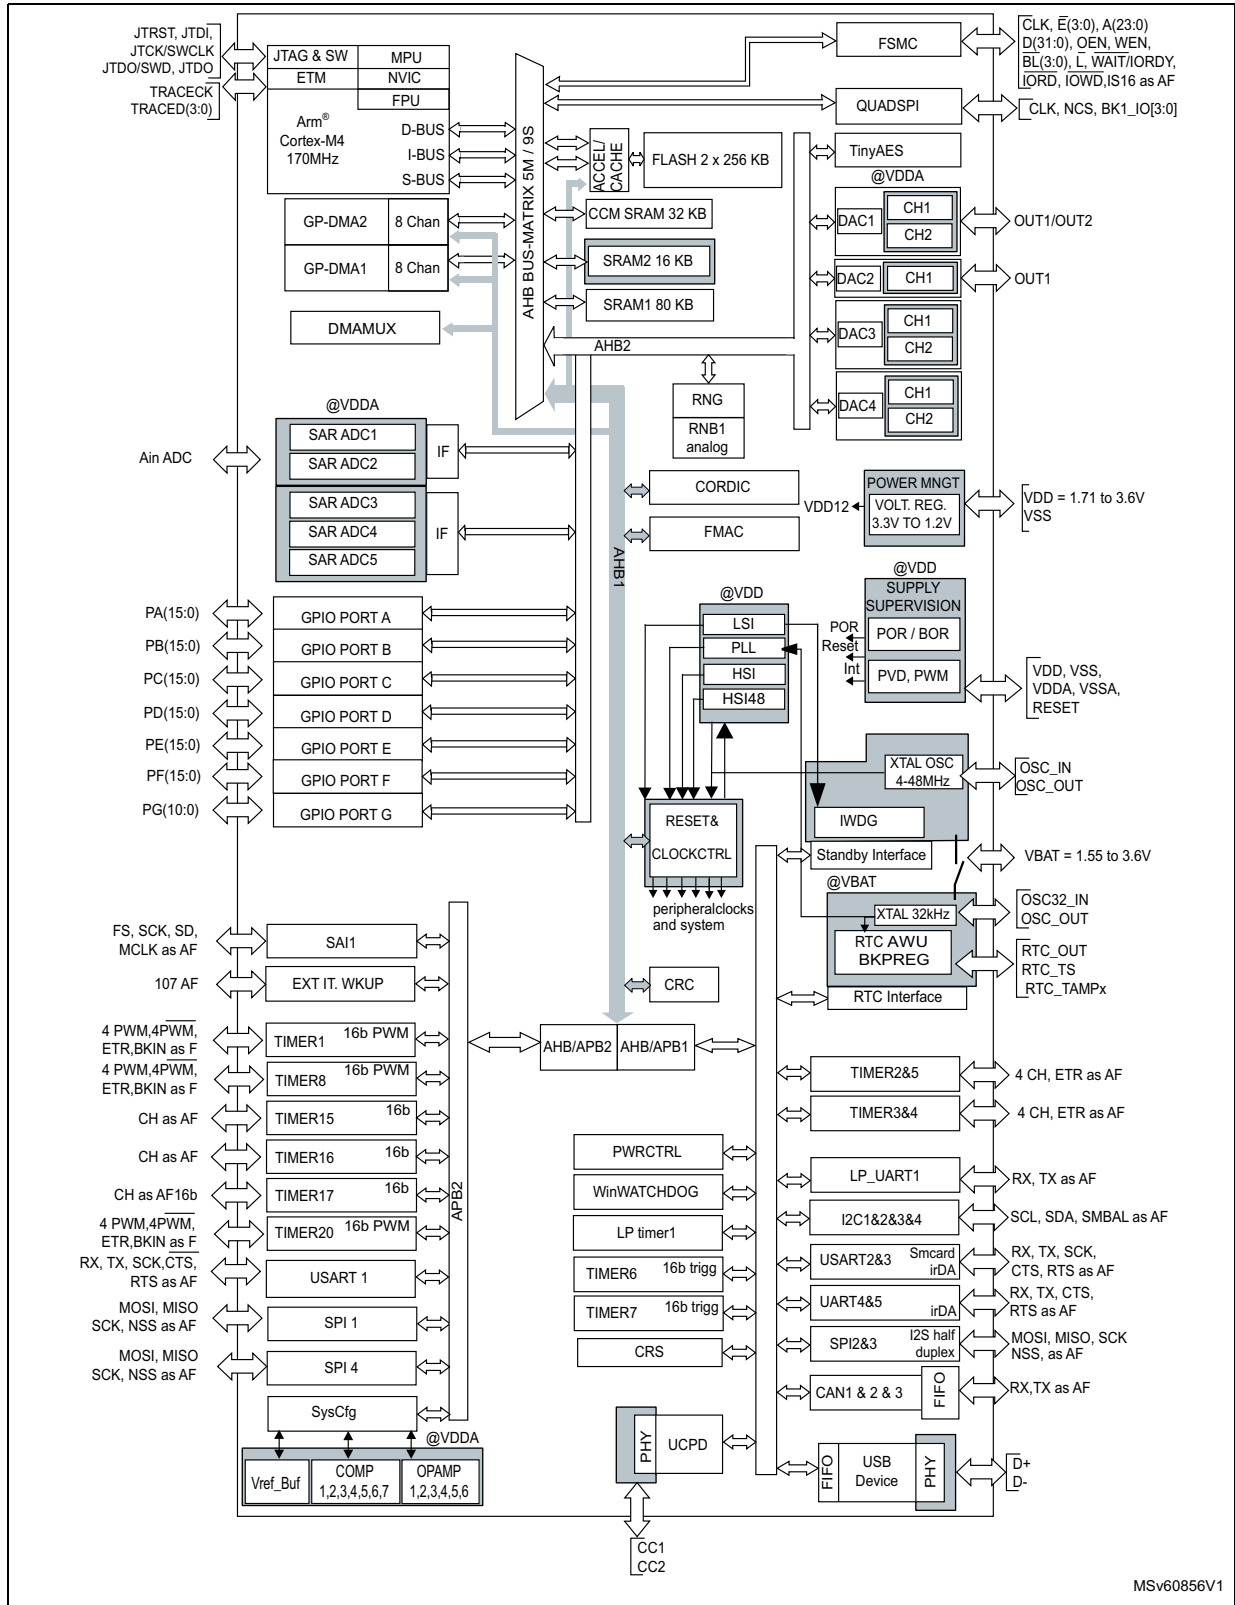 JTRST, JTDI,
JTCK/SWCLK
JTDO/SWD, JTDO
TRACECK
TRACED(3:0)
JTAG & SW
MPU
ETM
NVIC
FPU
Arm®
Cortex-M4
170MHz
D-BUS
I-BUS
S-BUS
GP-DMA2
8 Chan
GP-DMA1
8 Chan
DMAMUX
AHB BUS-MATRIX 5M / 9S
ACCEL/
CACHE
FLASH 2 x 256 KB
CCM SRAM 32 KB
SRAM2 16 KB
SRAM1 80 KB
AHB2
RNG
RNB1
analog
FSMC
CLK, E(3:0), A(23:0)
D(31:0), OEN, WEN,
BL(3:0), L, WAIT/IORDY,
IORD, IOWD,IS16 as AF
QUADSPI
CLK, NCS, BK1_IO[3:0]
TinyAES
@VDDA
DAC1
CH1
CH2
OUT1/OUT2
DAC2
CH1
OUT1
DAC3
CH1
CH2
DAC4
CH1
CH2
@VDDA
Ain ADC
SAR ADC1
SAR ADC2
IF
SAR ADC3
SAR ADC4
SAR ADC5
IF
CORDIC
FMAC
AHB1
POWER MNGT
VDD12
VOLT. REG.
3.3V TO 1.2V
VDD = 1.71 to 3.6V
VSS
@VDD
SUPPLY
SUPERVISION
POR
Reset
Int
POR / BOR
PVD, PWM
VDD, VSS,
VDDA, VSSA,
RESET
@VDD
LSI
PLL
HSI
HSI48
PA(15:0)
GPIO PORT A
PB(15:0)
GPIO PORT B
PC(15:0)
GPIO PORT C
PD(15:0)
GPIO PORT D
PE(15:0)
GPIO PORT E
PF(15:0)
GPIO PORT F
PG(10:0)
GPIO PORT G
RESET&
CLOCKCTRL
peripheralclocks
and system
XTAL OSC
4-48MHz
OSC_IN
OSC_OUT
IWDG
Standby Interface
VBAT = 1.55 to 3.6V
@VBAT
XTAL 32kHz
OSC32_IN
OSC_OUT
RTC AWU
BKPREG
RTC_OUT
RTC_TS
RTC_TAMPx
RTC Interface
CRC
AHB/APB2
AHB/APB1
FS, SCK, SD,
MCLK as AF
SAI1
107 AF
EXT IT. WKUP
4 PWM,4PWM,
ETR,BKIN as F
TIMER1
16b PWM
4 PWM,4PWM,
ETR,BKIN as F
TIMER8
16b PWM
CH as AF
TIMER15
16b
CH as AF
TIMER16
16b
CH as AF16b
TIMER17
16b
4 PWM,4PWM,
ETR,BKIN as F
TIMER20
16b PWM
RX, TX, SCK,CTS,
RTS as AF
USART 1
MOSI, MISO
SCK, NSS as AF
SPI 1
MOSI, MISO
SCK, NSS as AF
SPI 4
SysCfg
APB2
@VDDA
Vref_Buf
COMP
1,2,3,4,5,6,7
OPAMP
1,2,3,4,5,6
PWRCTRL
WinWATCHDOG
LP timer1
TIMER6
16b trigg
TIMER7
16b trigg
CRS
PHY
UCPD
CC1
CC2
TIMER2&5
4 CH, ETR as AF
TIMER3&4
4 CH, ETR as AF
LP_UART1
RX, TX as AF
I2C1&2&3&4
SCL, SDA, SMBAL as AF
USART2&3
Smcard
irDA
RX, TX, SCK,
CTS, RTS as AF
UART4&5
irDA
RX, TX, CTS,
RTS as AF
SPI2&3
I2S half
duplex
MOSI, MISO, SCK
NSS, as AF
CAN1 & 2 & 3
FIFO
RX,TX as AF
FIFO
USB
Device
PHY
D+
D-
MSv60856V1